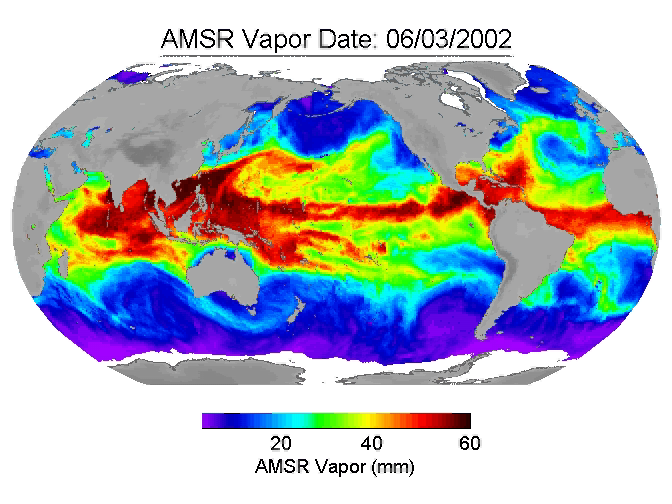 AMSR Vapor Date: 06/03/2002
20 40 60
AMSR Vapor (mm)